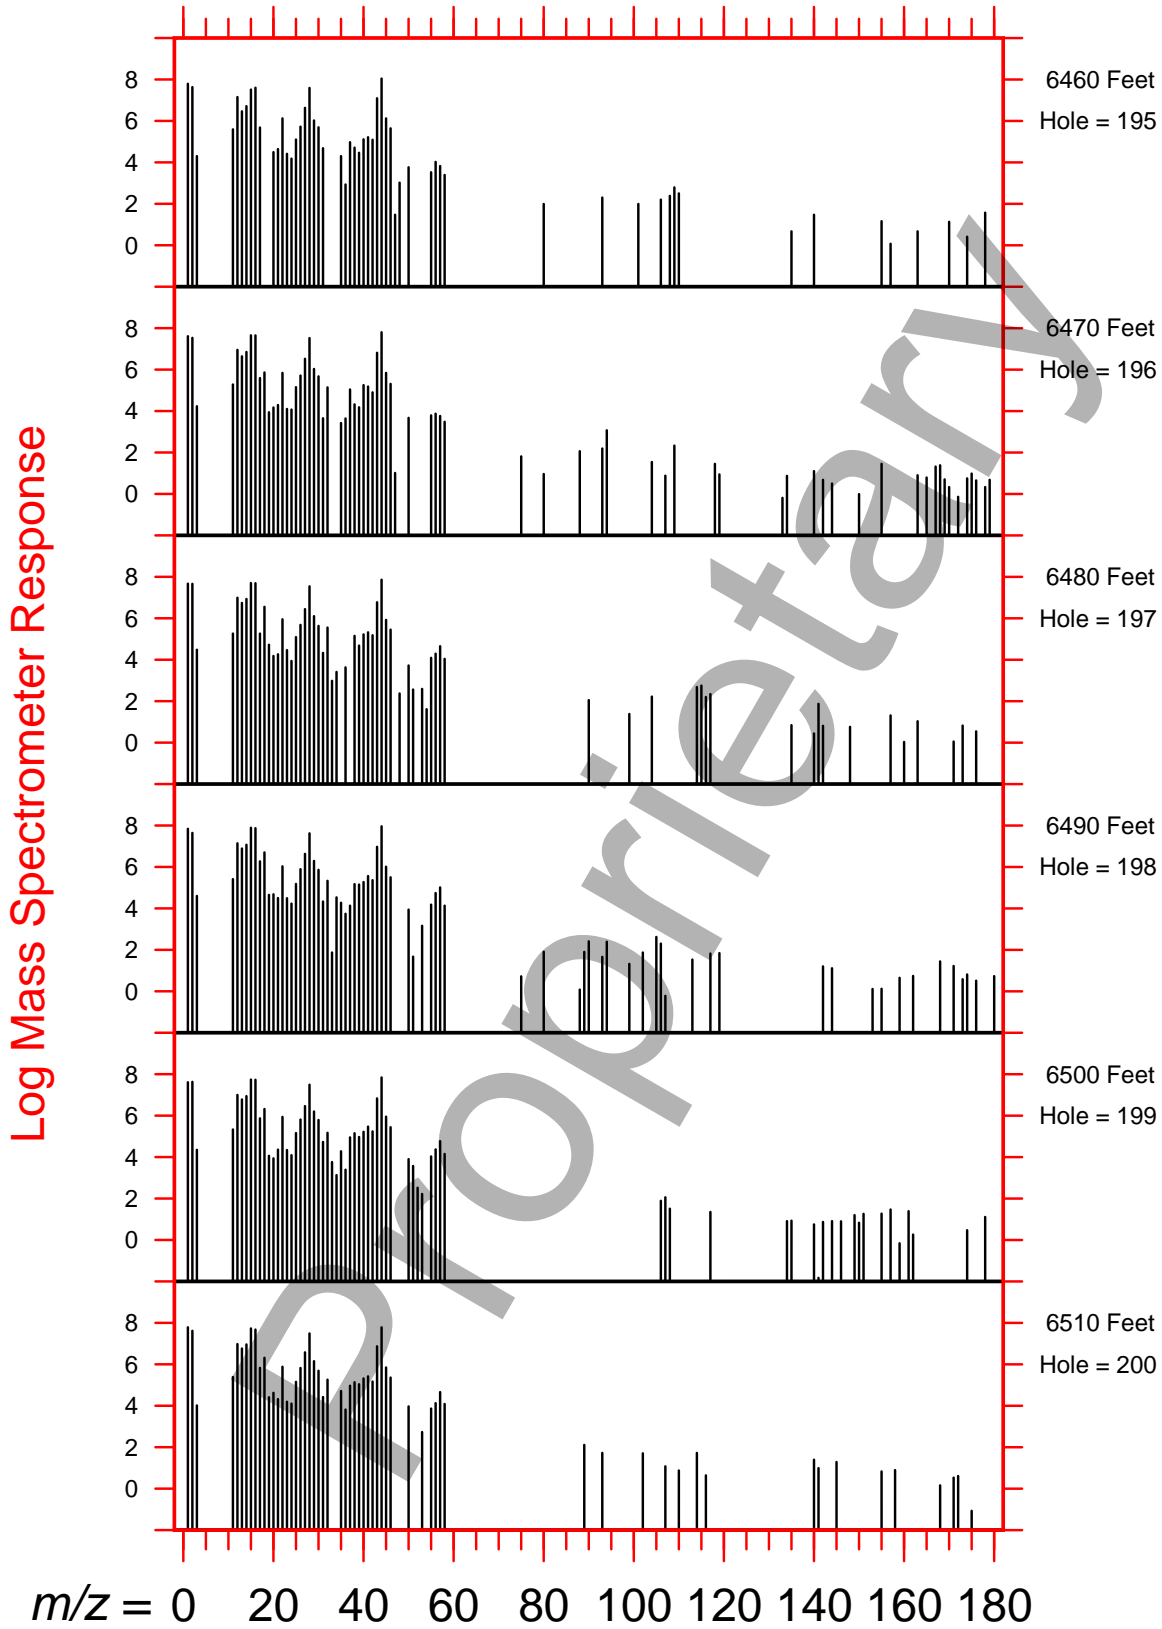 8
6
4
2
0
6460 Feet
Hole = 195
8
6
4
2
0
6470 Feet
Hole = 196
8
6
4
2
0
6480 Feet
Hole = 197
8
6
4
2
0
6490 Feet
Hole = 198
8
6
4
2
0
6500 Feet
Hole = 199
8
6
4
2
0
6510 Feet
Hole = 200
Log Mass Spectrometer Response
m/z = 0 20 40 60 80 100 120 140 160 180
Proprietary